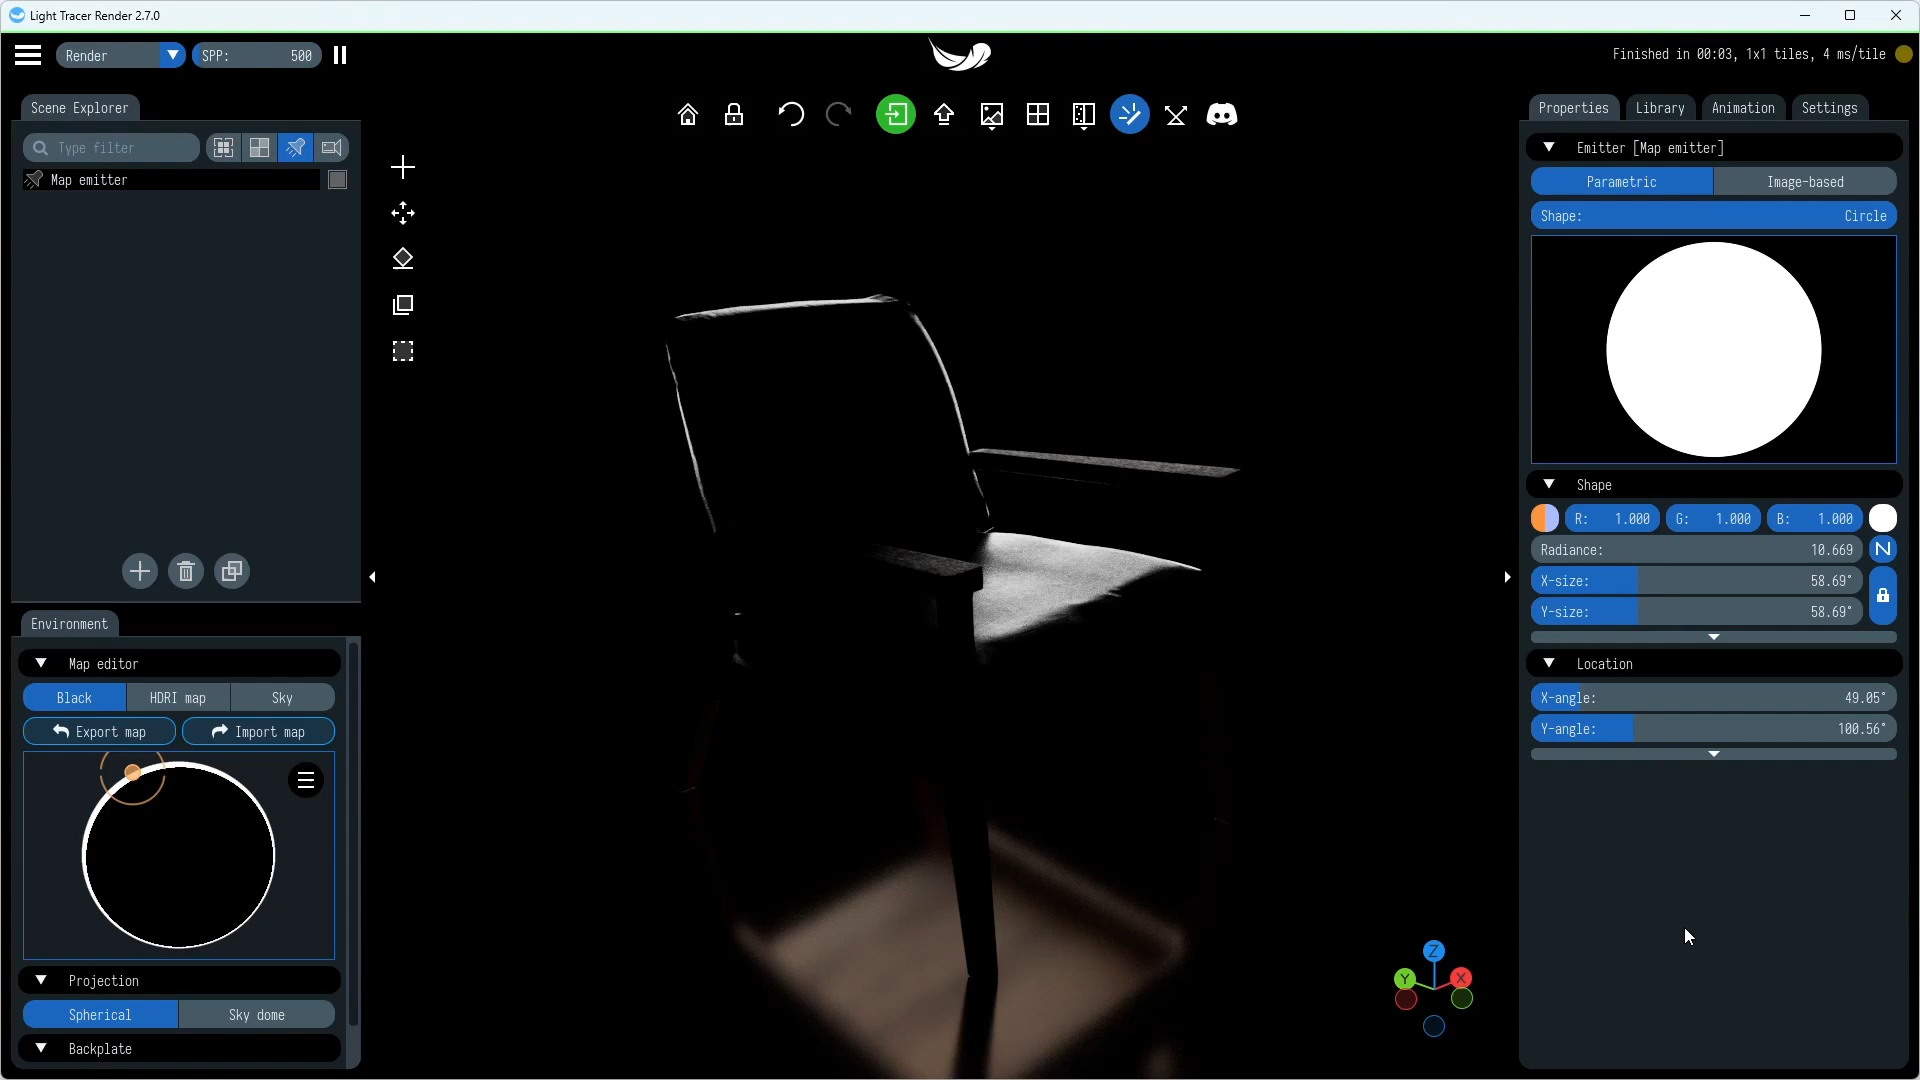 Light Tracer Render 2.7.0
Render
SPP: 500
Finished in 00:03, 1x1 tiles, 4 ms/tile
Scene Explorer
Type filter
Map emitter
Environment
Map editor
Black
HDRI map
Sky
Export map
Import map
Projection
Spherical
Sky dome
Backplate
Z
Y
X
Properties
Library
Animation
Settings
Emitter [Map emitter]
Parametric
Image-based
Shape: Circle
Shape
R: 1.000
G: 1.000
B: 1.000
Radiance: 10.669
X-size: 58.69°
Y-size: 58.69°
Location
X-angle: 49.05°
Y-angle: 100.56°